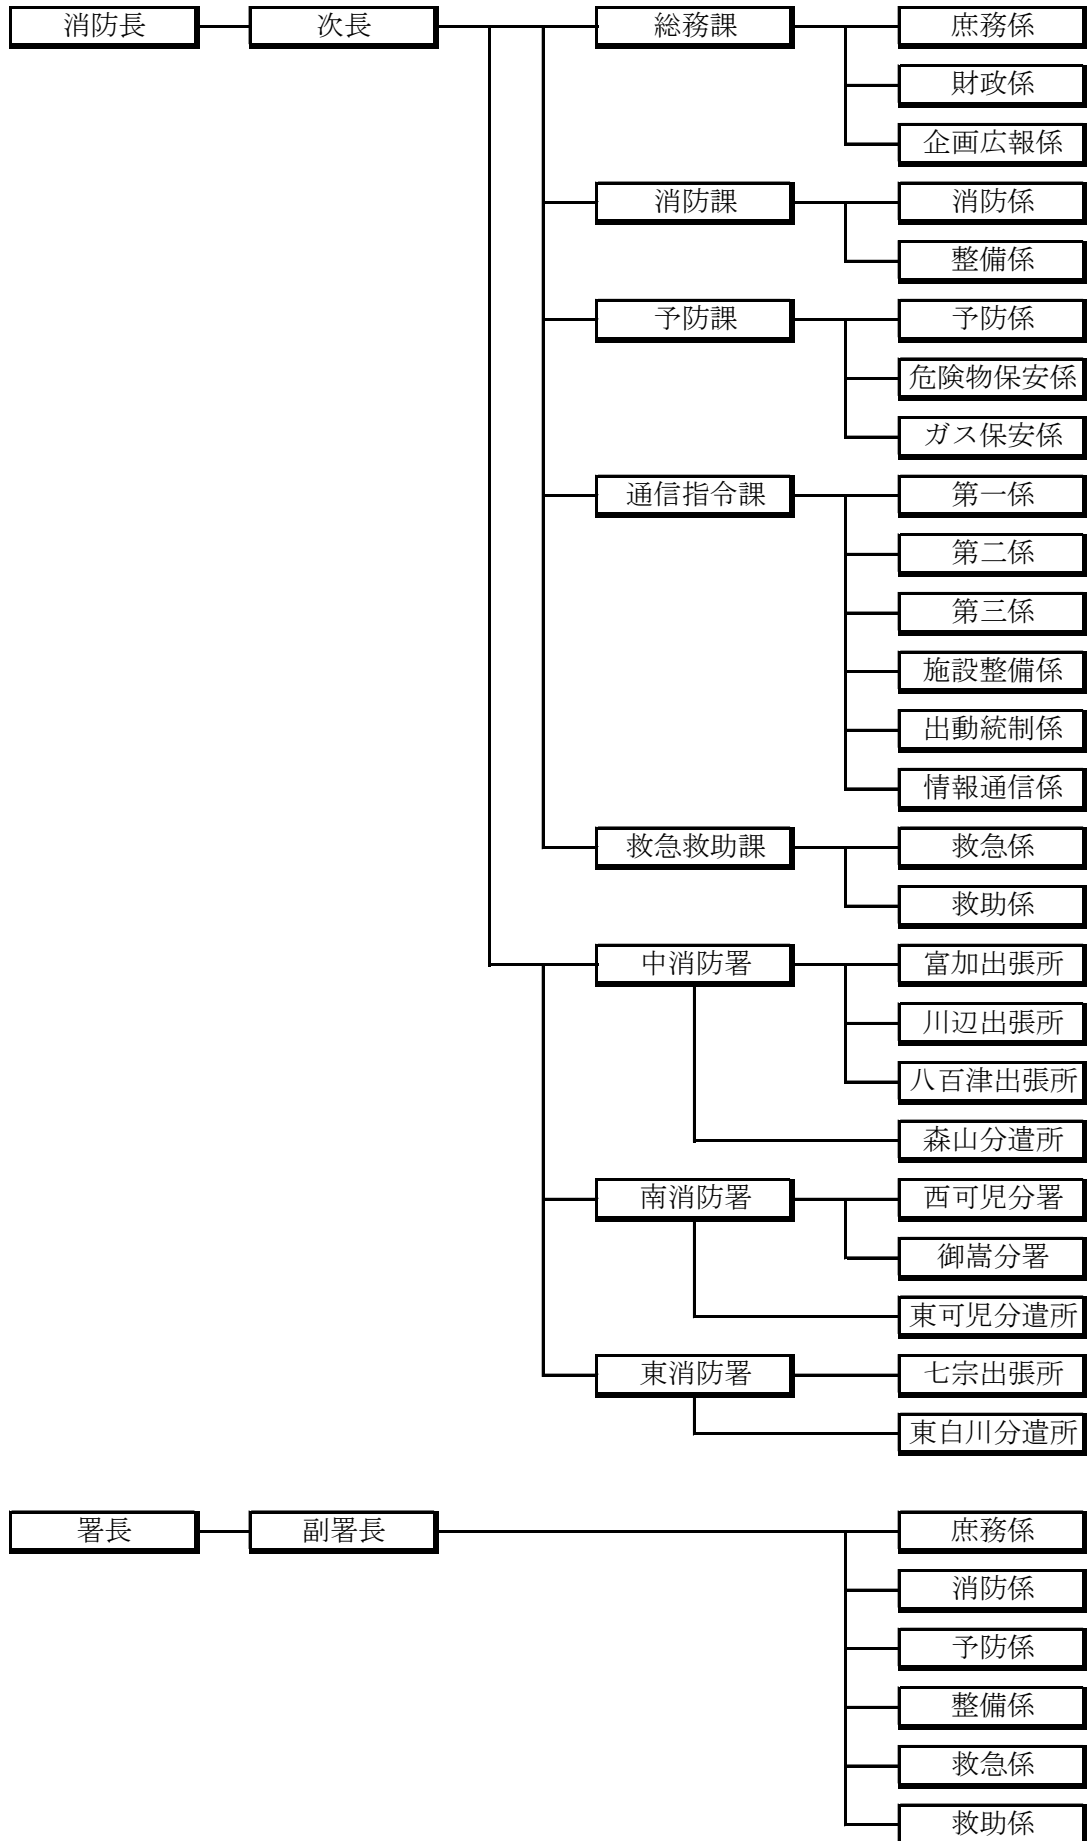 消防長 次長 総務課 庶務係
財政係
企画広報係
消防課 消防係
整備係
予防課 予防係
危険物保安係
ガス保安係
通信指令課 第一係
第二係
第三係
施設整備係
出動統制係
情報通信係
救急救助課 救急係
救助係
中消防署 富加出張所
川辺出張所
八百津出張所
森山分遣所
南消防署 西可児分署
御嵩分署
東可児分遣所
東消防署 七宗出張所
東白川分遣所
署長 副署長 庶務係
消防係
予防係
整備係
救急係
救助係